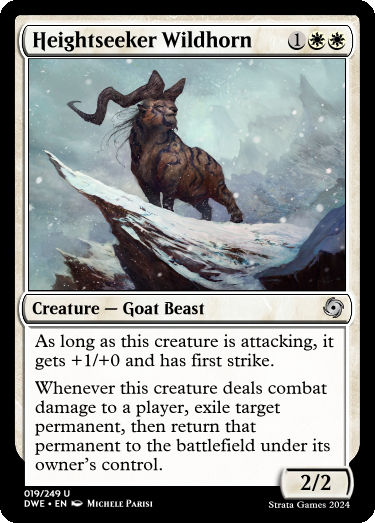 Heightseeker Wildhorn 1
Creature — Goat Beast
As long as this creature is attacking, it
gets +1/+0 and has first strike.
Whenever this creature deals combat
damage to a player, exile target
permanent, then return that
permanent to the battlefield under its
owner's control.
2/2
019/249 U
DWE • EN Michele Parisi
Strata Games 2024